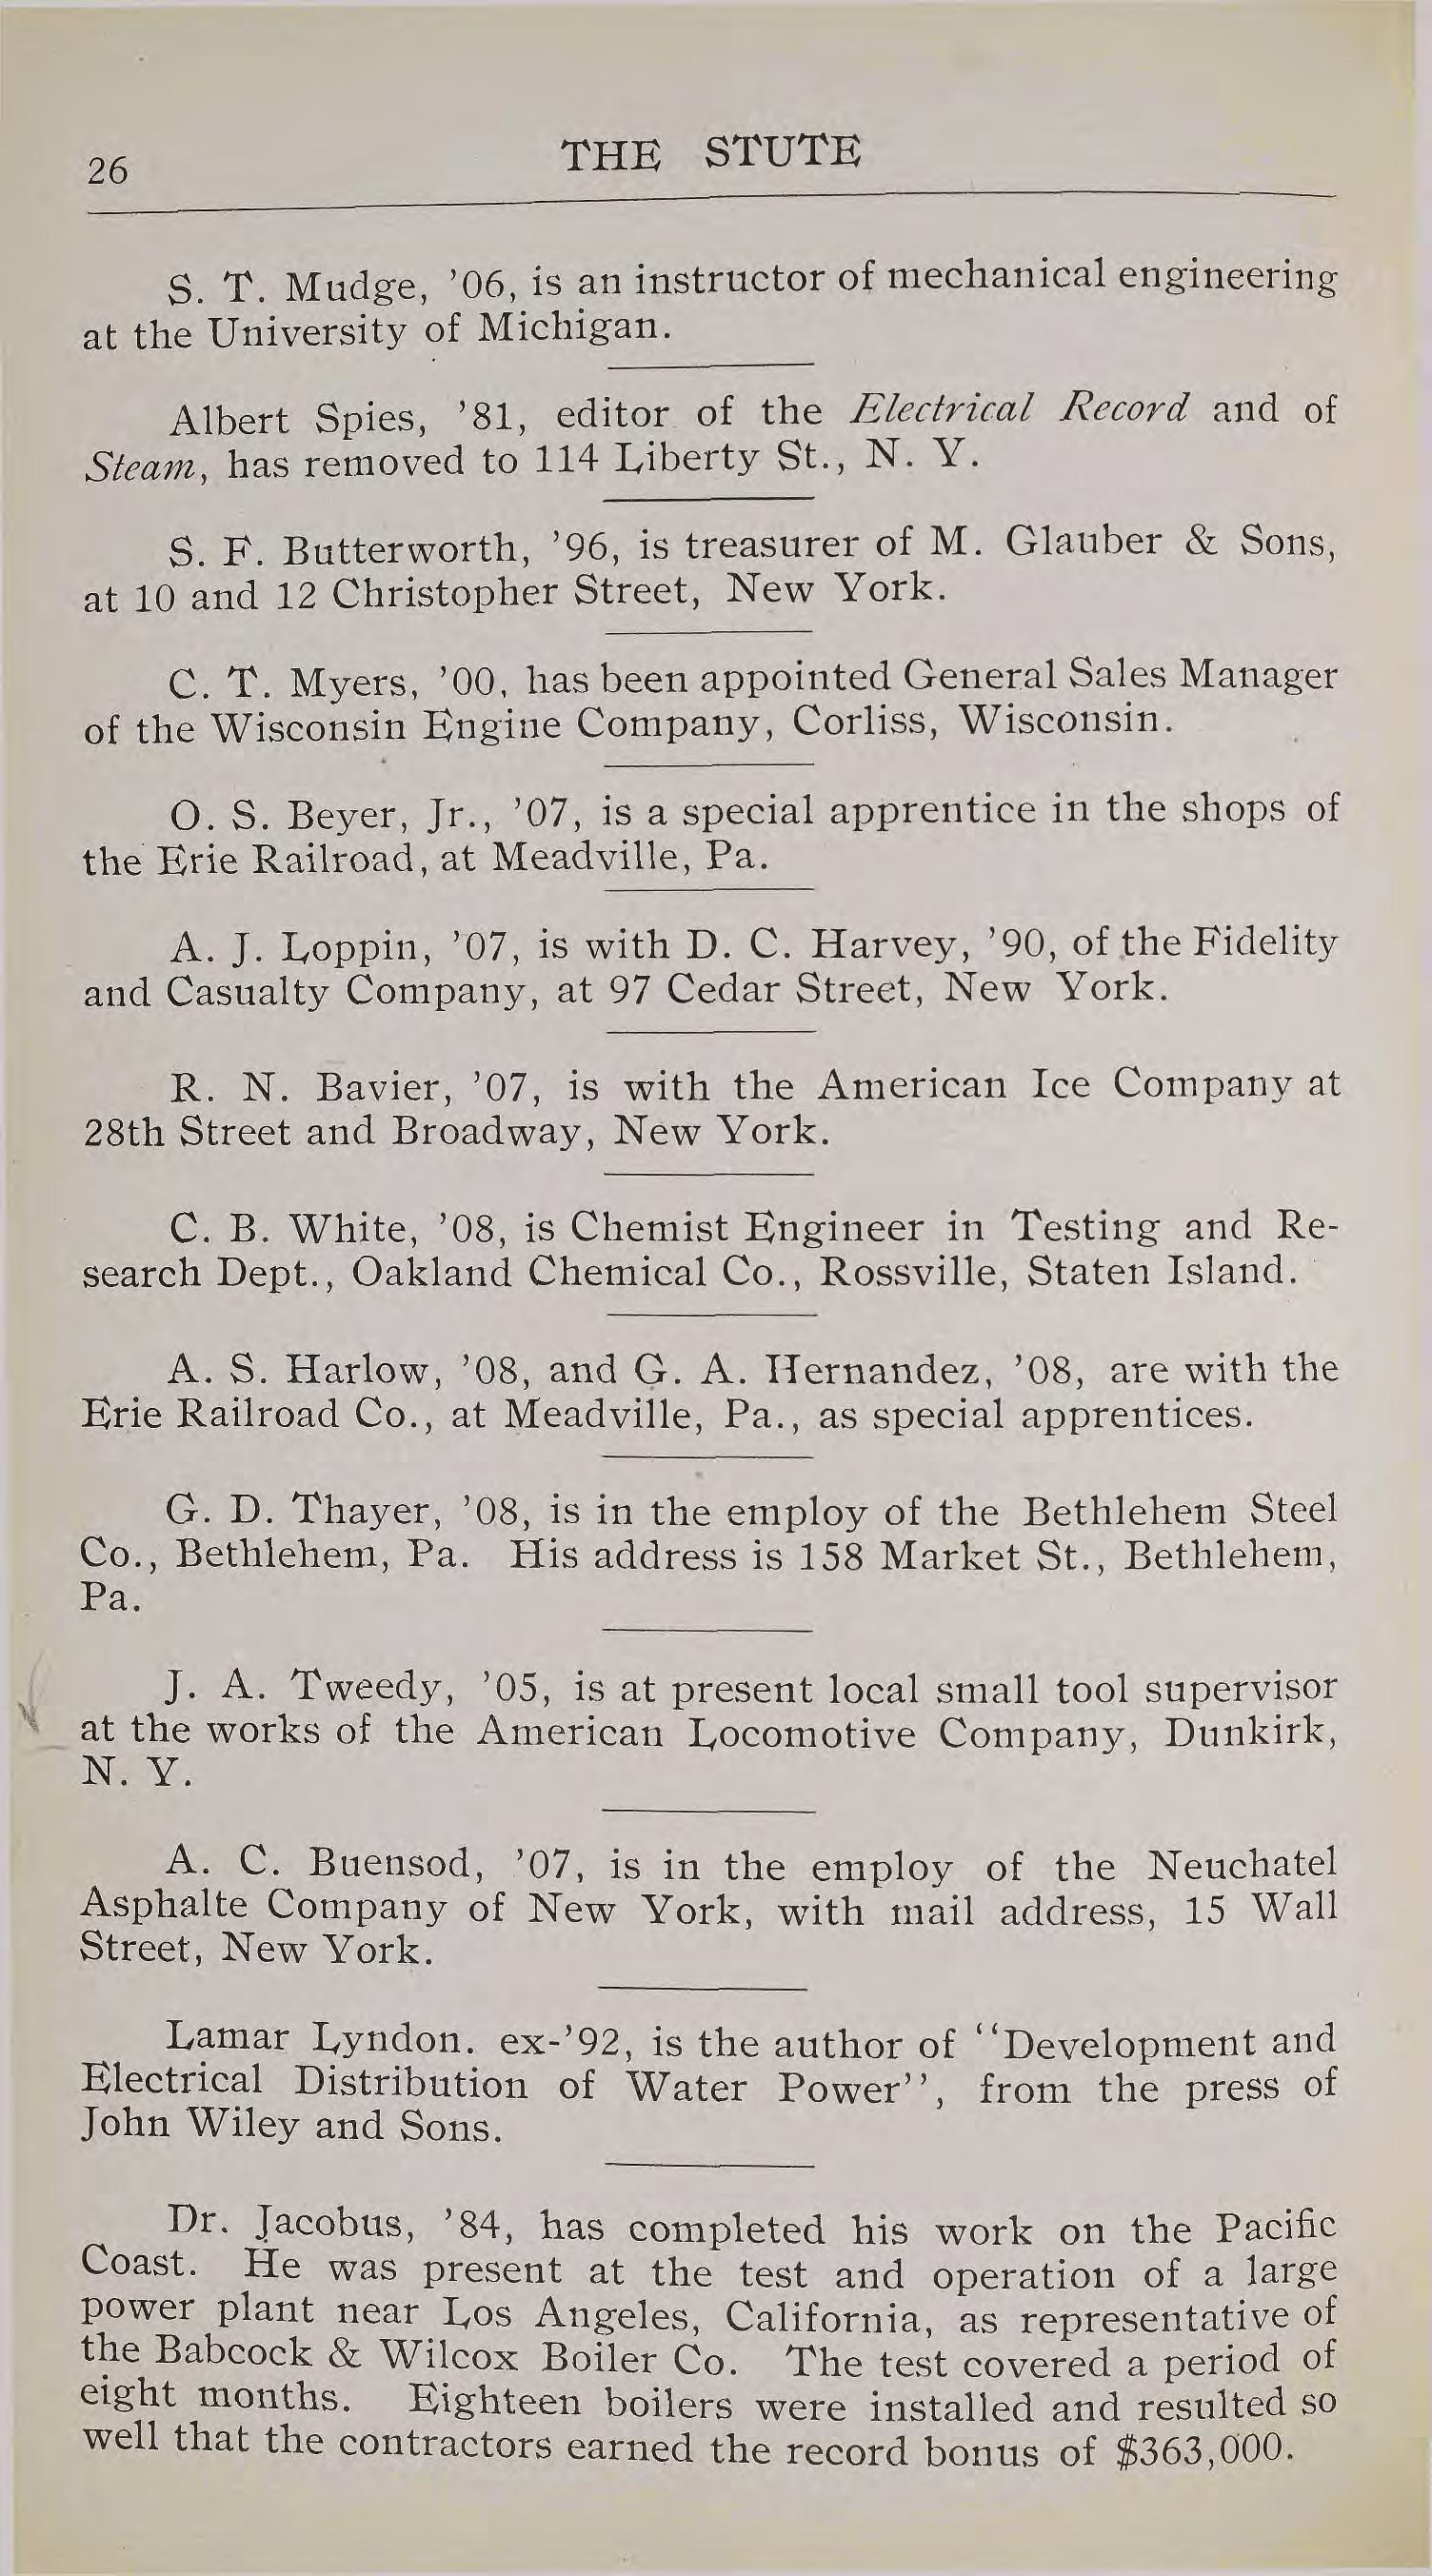 26
THE STUTE
S. T. Mudge, ’06, is an instructor of mechanical engineering
at the University of Michigan.
Albert Spies, ’81, editor of the Electrical Record and of
Steam, has removed to 114 Liberty St., N. Y.
S. F. Butterworth, ’96, is treasurer of M. Glauber & Sons,
at 10 and 12 Christopher Street, New York.
C. T. Myers, ’00, has been appointed General Sales Manager
of the Wisconsin Engine Company, Corliss, Wisconsin.
O. S. Beyer, Jr., ’07, is a special apprentice in the shops of
the Erie Railroad, at Meadville, Pa.
A. J. Loppin, ’07, is with D. C. Harvey, ’90, of the Fidelity
and Casualty Company, at 97 Cedar Street, New York.
R. N. Bavier, ’07, is with the American Ice Company at
28th Street and Broadway, New York.
C. B. White, ’08, is Chemist Engineer in Testing and Re-
search Dept., Oakland Chemical Co., Rossville, Staten Island.
A. S. Harlow, ’08, and G. A. Hernandez, ’08, are with the
Erie Railroad Co., at Meadville, Pa., as special apprentices.
G. D. Thayer, ’08, is in the employ of the Bethlehem Steel
Co., Bethlehem, Pa. His address is 158 Market St., Bethlehem,
Pa.
J. A. Tweedy, ’05, is at present local small tool supervisor
at the works of the American Locomotive Company, Dunkirk,
N. Y.
A. C. Buensod, ’07, is in the employ of the Neuchatel
Asphalte Company of New York, with mail address, 15 Wall
Street, New York.
Lamar Lyndon. ex-’92, is the author of ‘‘Development and
Electrical Distribution of Water Power’’, from the press of
John Wiley and Sons.
Dr. Jacobus, ’84, has completed his work on the Pacific
Coast. He was present at the test and operation of a large
power plant near Los Angeles, California, as representative of
the Babcock & Wilcox Boiler Co. The test covered a period of
eight months. Eighteen boilers were installed and resulted so
well that the contractors earned the record bonus of $363,000.